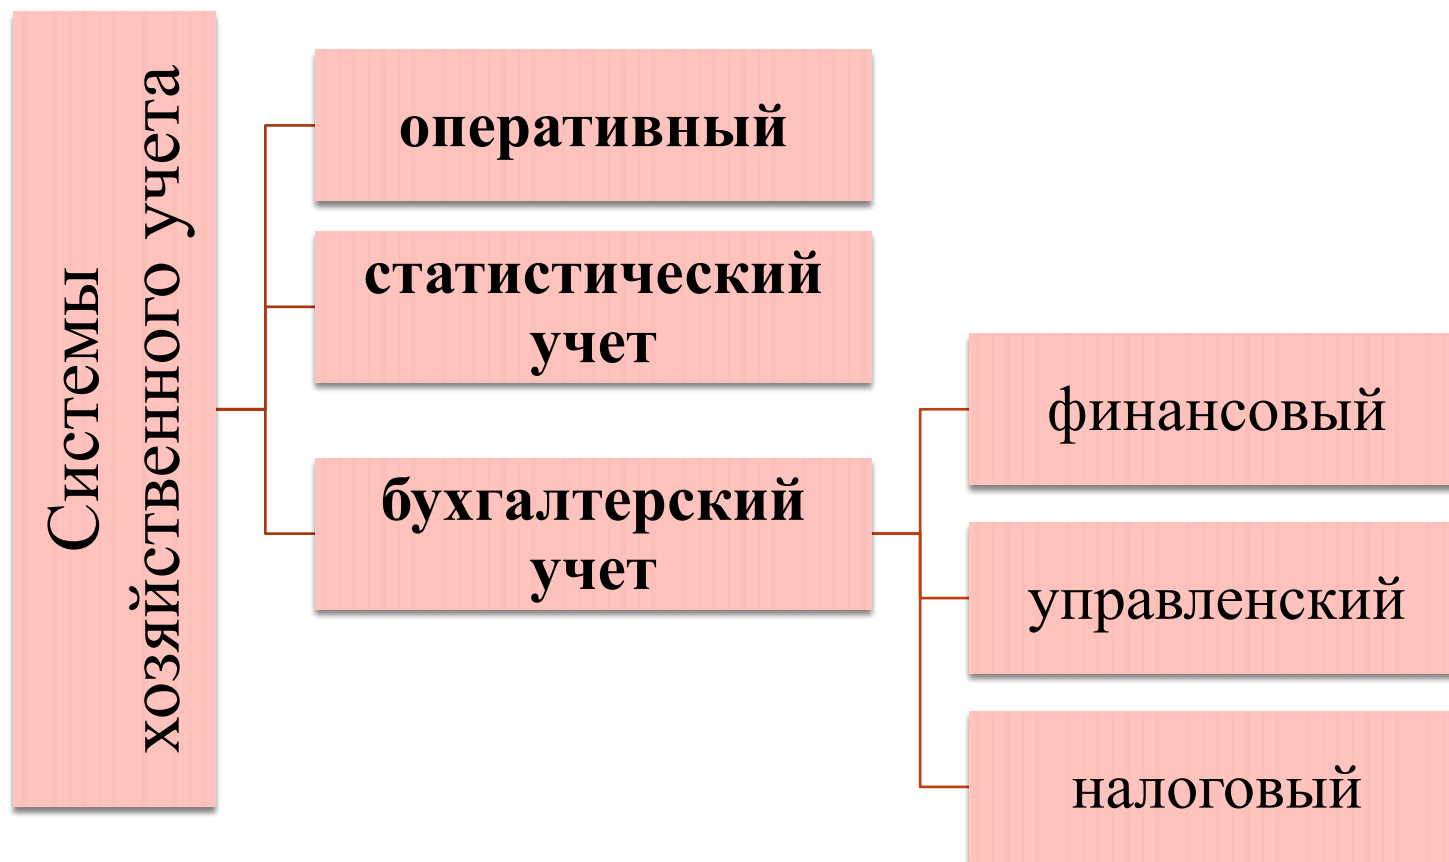 Системы
хозяйственного учета
оперативный
статистический
учет
бухгалтерский
учет
финансовый
управленский
налоговый